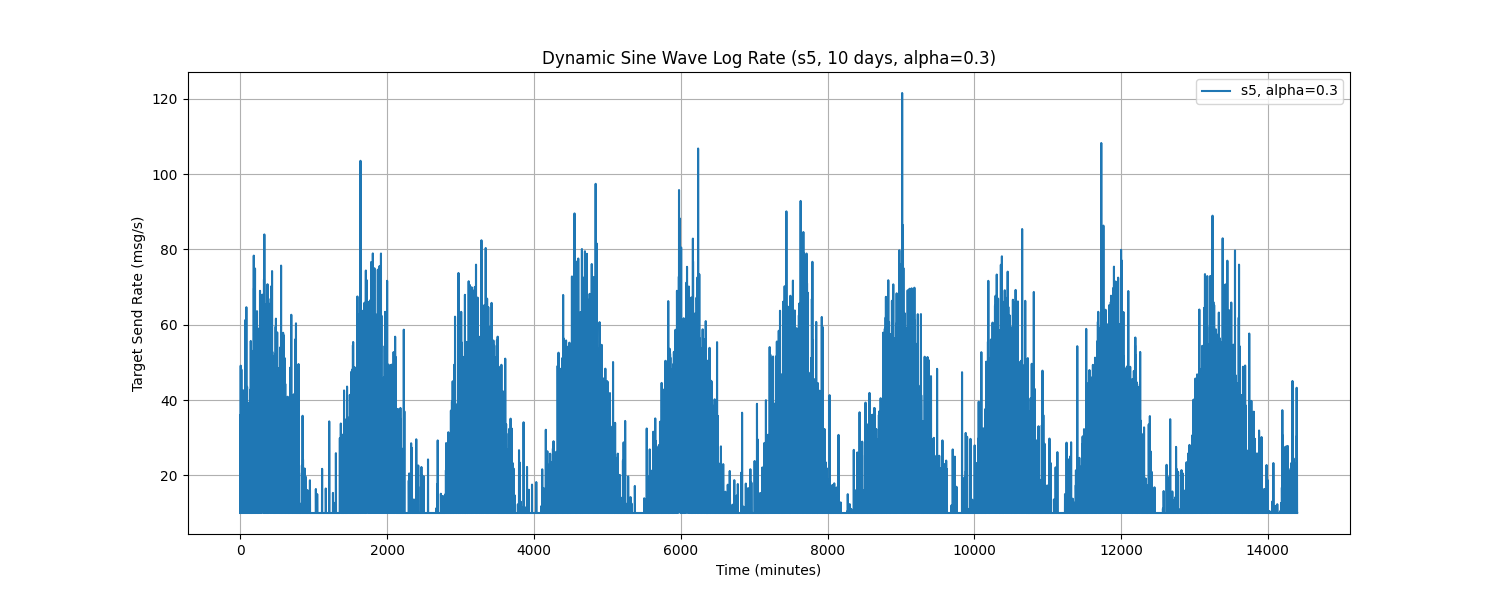 Dynamic Sine Wave Log Rate (s5, 10 days, alpha=0.3)
s5, alpha=0.3
Target Send Rate (msg/s)
120
100
80
60
40
20
0 2000 4000 6000 8000 10000 12000 14000
Time (minutes)